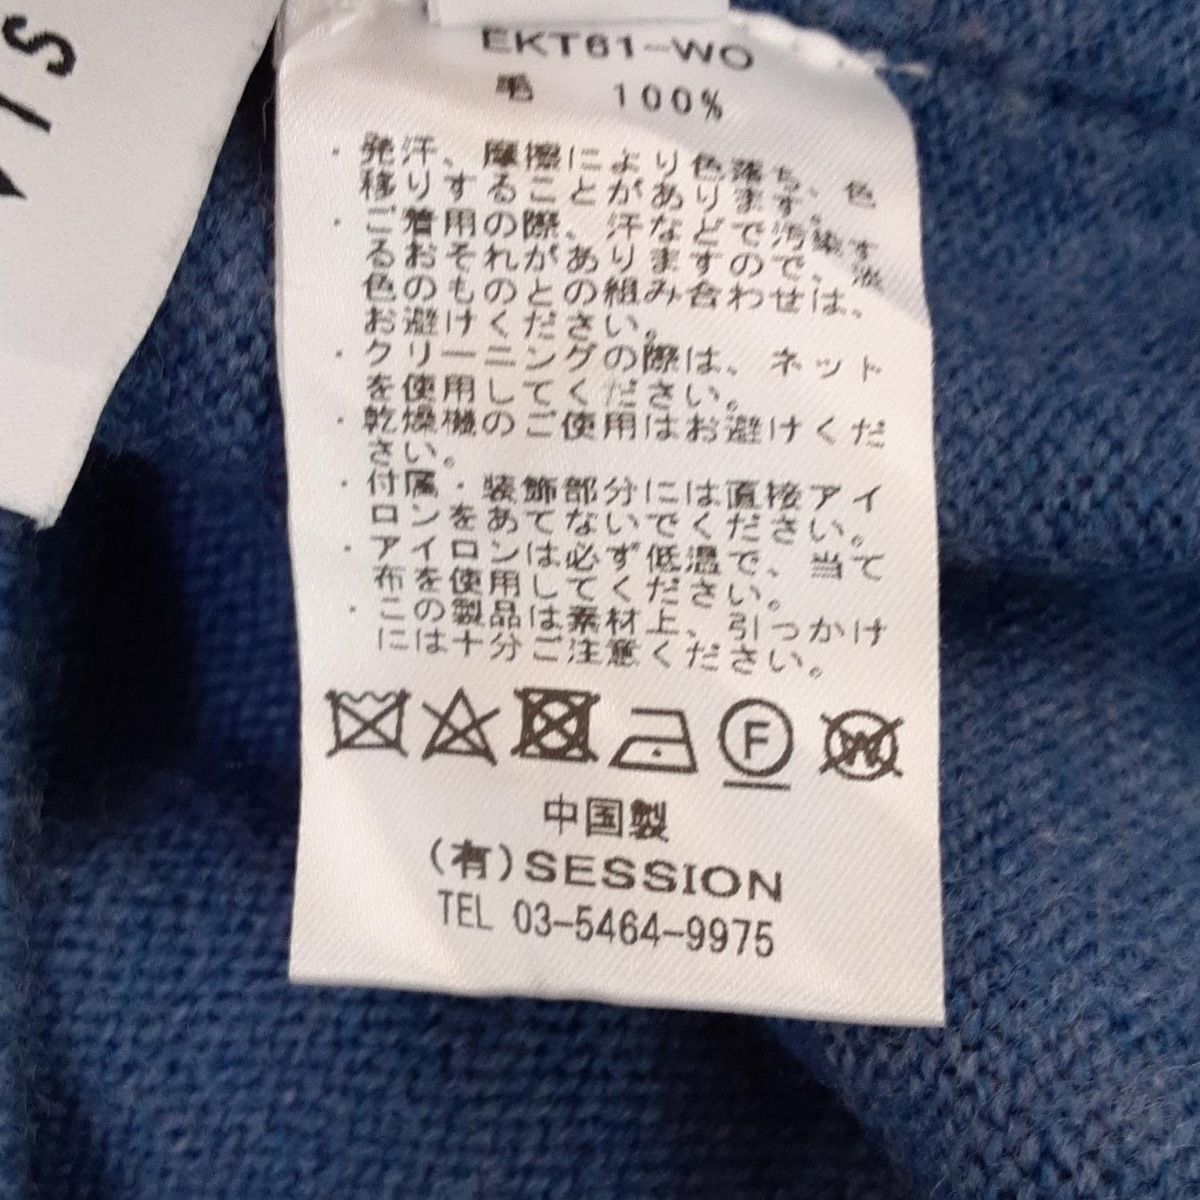 V/S
EKT61-WO
毛 100%
・発汗、摩擦により色落ち、色
移りすることがあります。
・ご着用の際、汗などで汚染す
るおそれがありますので、淡
色のものとの組み合わせは、
お避けください。
・クリーニングの際は、ネット
を使用してください。
・乾燥機のご使用はお避けくだ
さい。
・付属・装飾部分には直接アイ
ロンをあてないでください。
・アイロンは必ず低温で、当て
布を使用してください。
・この製品は素材上、引っかけ
には十分ご注意ください。
F W
中国製
(有)SESSION
TEL 03-5464-9975